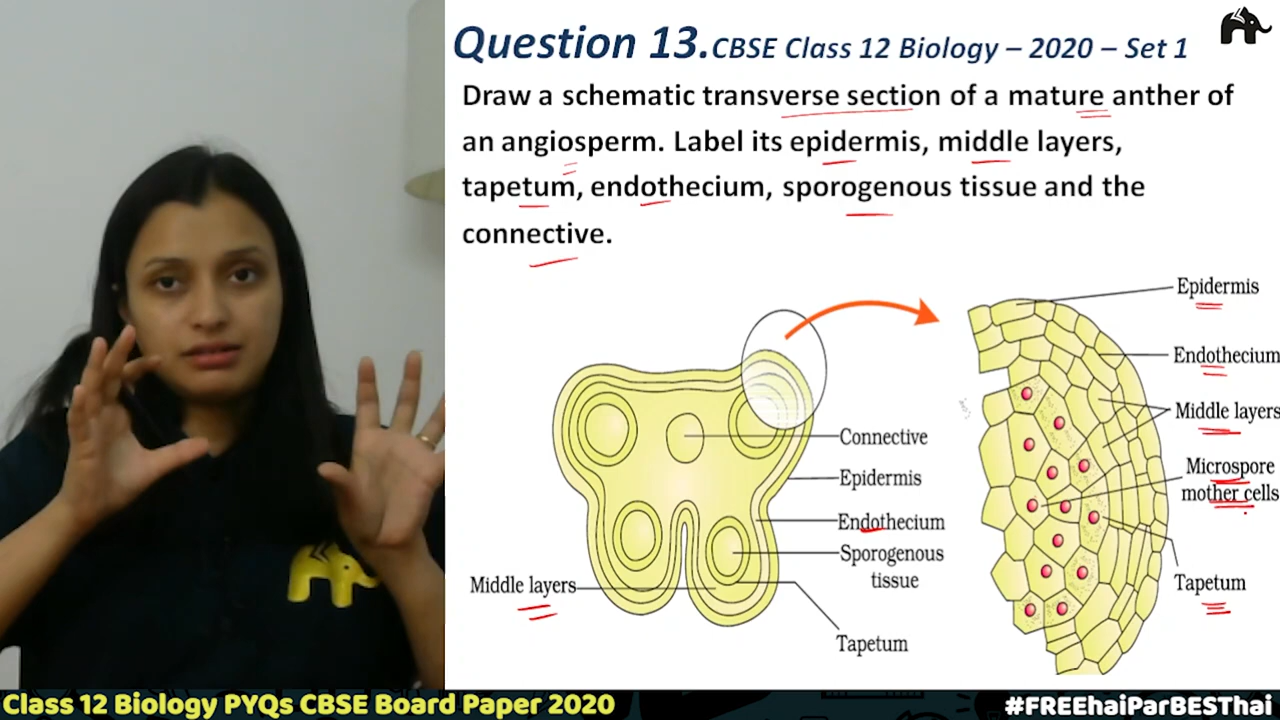 Question 13.CBSE Class 12 Biology – 2020 – Set 1
Draw a schematic transverse section of a mature anther of
an angiosperm. Label its epidermis, middle layers,
tapetum, endothecium, sporogenous tissue and the
connective.
Connective
Epidermis
Endothecium
Sporogenous
tissue
Middle layers
Tapetum
Epidermis
Endothecium
Middle layers
Microspore
mother cells
Tapetum
Class 12 Biology PYQs CBSE Board Paper 2020
#FREEhaiParBESThai